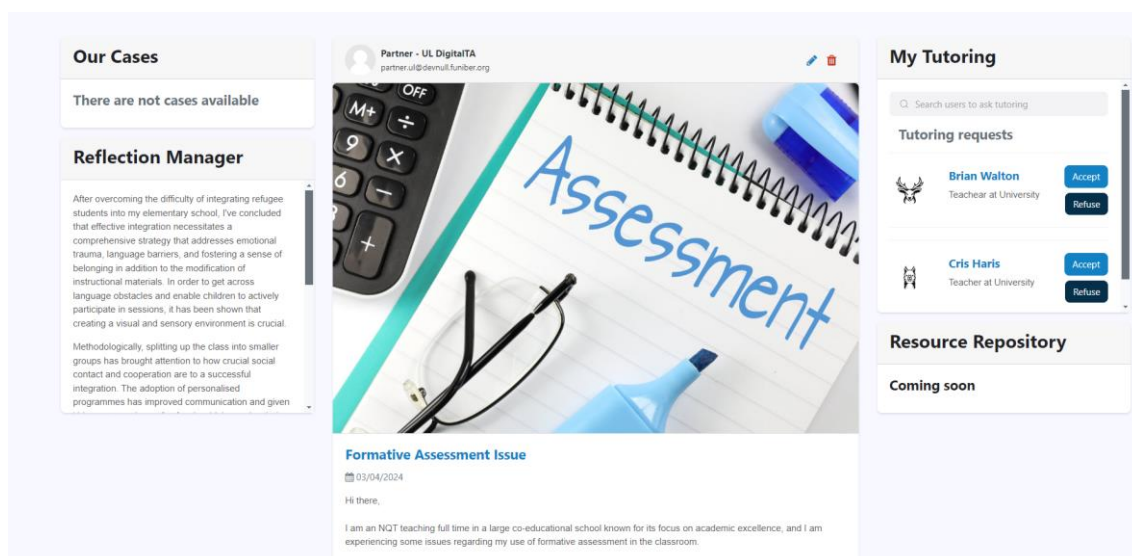 Our Cases
There are not cases available
Reflection Manager
After overcoming the difficulty of integrating refugee
students into my elementary school, I've concluded
that effective integration necessitates a
comprehensive strategy that addresses emotional
trauma, language barriers, and fostering a sense of
belonging in addition to the modification of
instructional materials. In order to get across
language obstacles and enable children to actively
participate in sessions, it has been shown that
creating a visual and sensory environment is crucial.
Methodologically, splitting up the class into smaller
groups has brought attention to how crucial social
contact and cooperation are to a successful
integration. The adoption of personalised
programmes has improved communication and given
Partner - UL DigitalTA
partner.ul@devnull.funiber.org
OFF
M+
÷
9
×
6
−
+
Assessment
Formative Assessment Issue
03/04/2024
Hi there,
I am an NQT teaching full time in a large co-educational school known for its focus on academic excellence, and I am
experiencing some issues regarding my use of formative assessment in the classroom.
My Tutoring
Search users to ask tutoring
Tutoring requests
Brian Walton
Teachear at University
Accept
Refuse
Cris Haris
Teacher at University
Accept
Refuse
Resource Repository
Coming soon